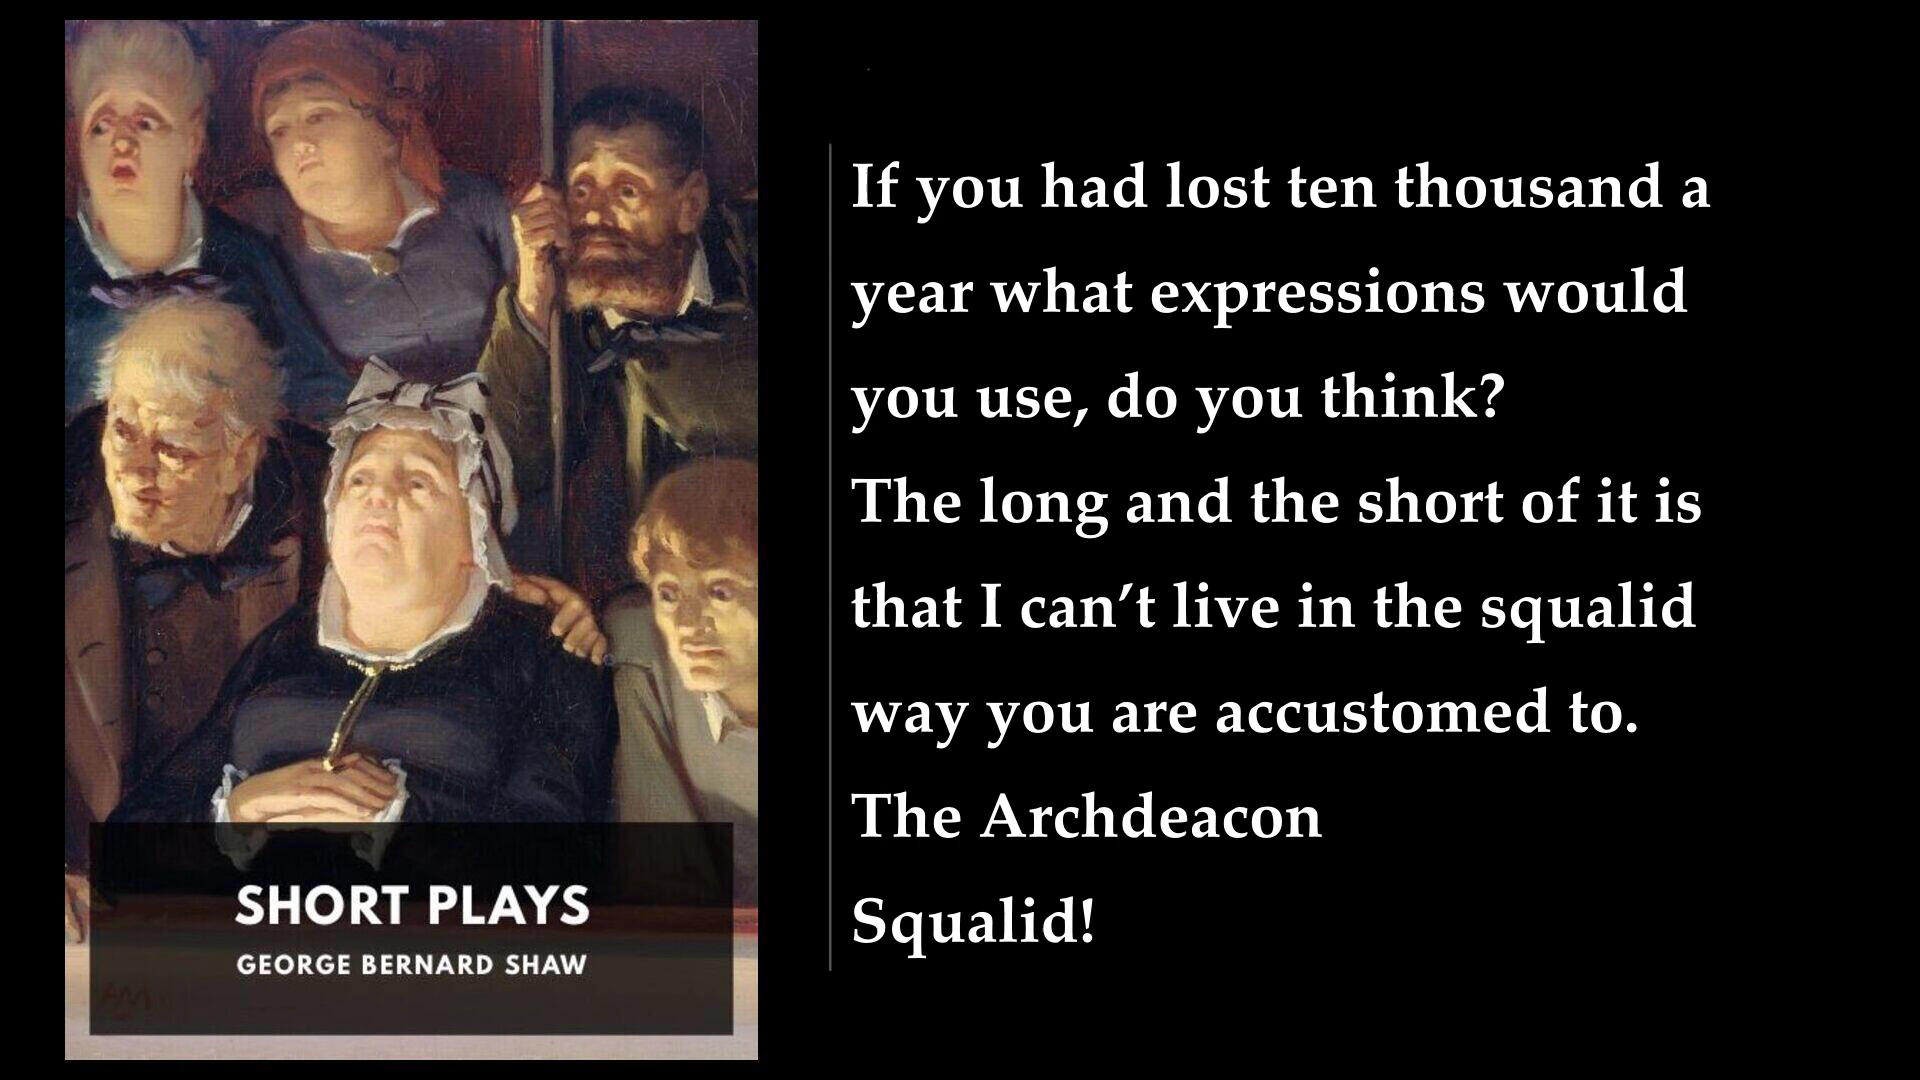 SHORT PLAYS
GEORGE BERNARD SHAW
If you had lost ten thousand a
year what expressions would
you use, do you think?
The long and the short of it is
that I can’t live in the squalid
way you are accustomed to.
The Archdeacon
Squalid!